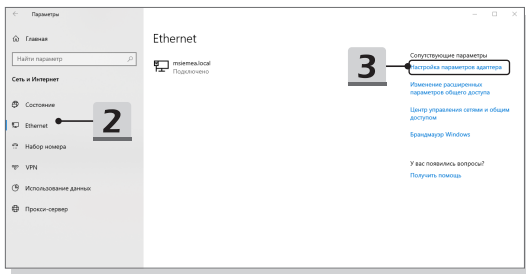 Параметры
Главная
Найти параметр
Сеть и Интернет
Состояние
Ethernet
Набор номера
VPN
Использование данных
Прокси-сервер
2
Ethernet
msiemea.local
Подключено
3
Сопутствующие параметры
Настройка параметров адаптера
Изменение расширенных
параметров общего доступа
Центр управления сетями и общим
доступом
Брандмауэр Windows
У вас появились вопросы?
Получить помощь